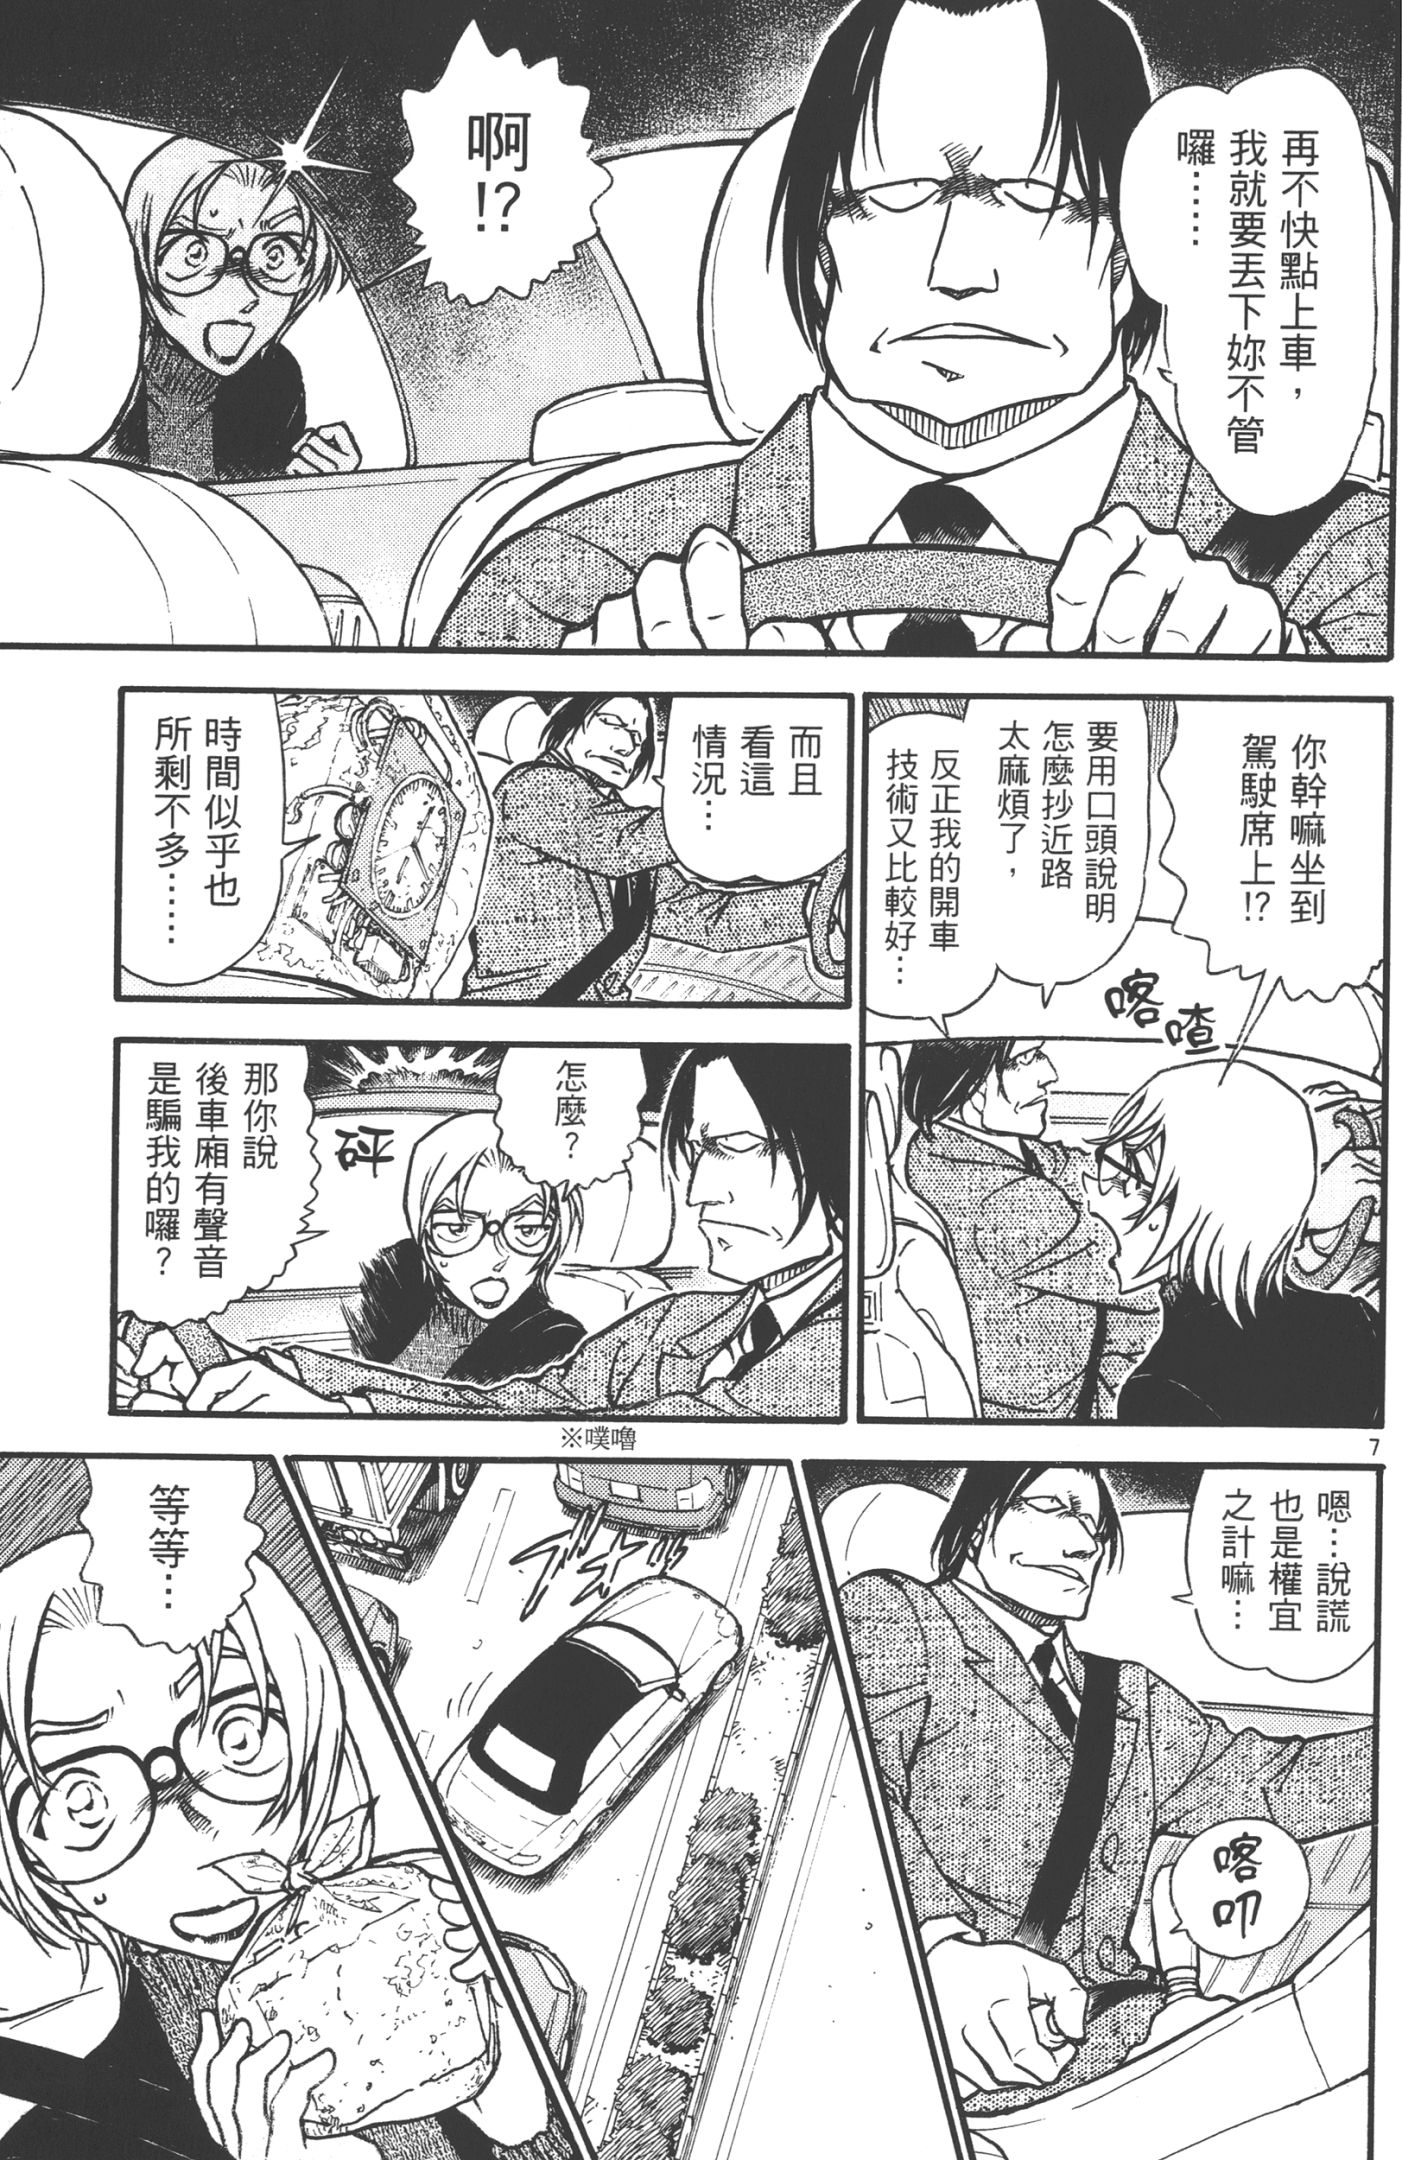 再不快點上車，
我就要丟下妳不管
囉……
啊
!?
你幹嘛坐到
駕駛席上!?
要用口頭說明
怎麼抄近路
太麻煩了，
反正我的開車
技術又比較好…
喀喳
而且
看這
情況…
時間似乎也
所剩不多……
怎麼？
砰
那你說
後車廂有聲音
是騙我的囉？
※噗嚕
7
嗯…說謊
也是權宜
之計嘛…
喀叩
ブルル
等等…